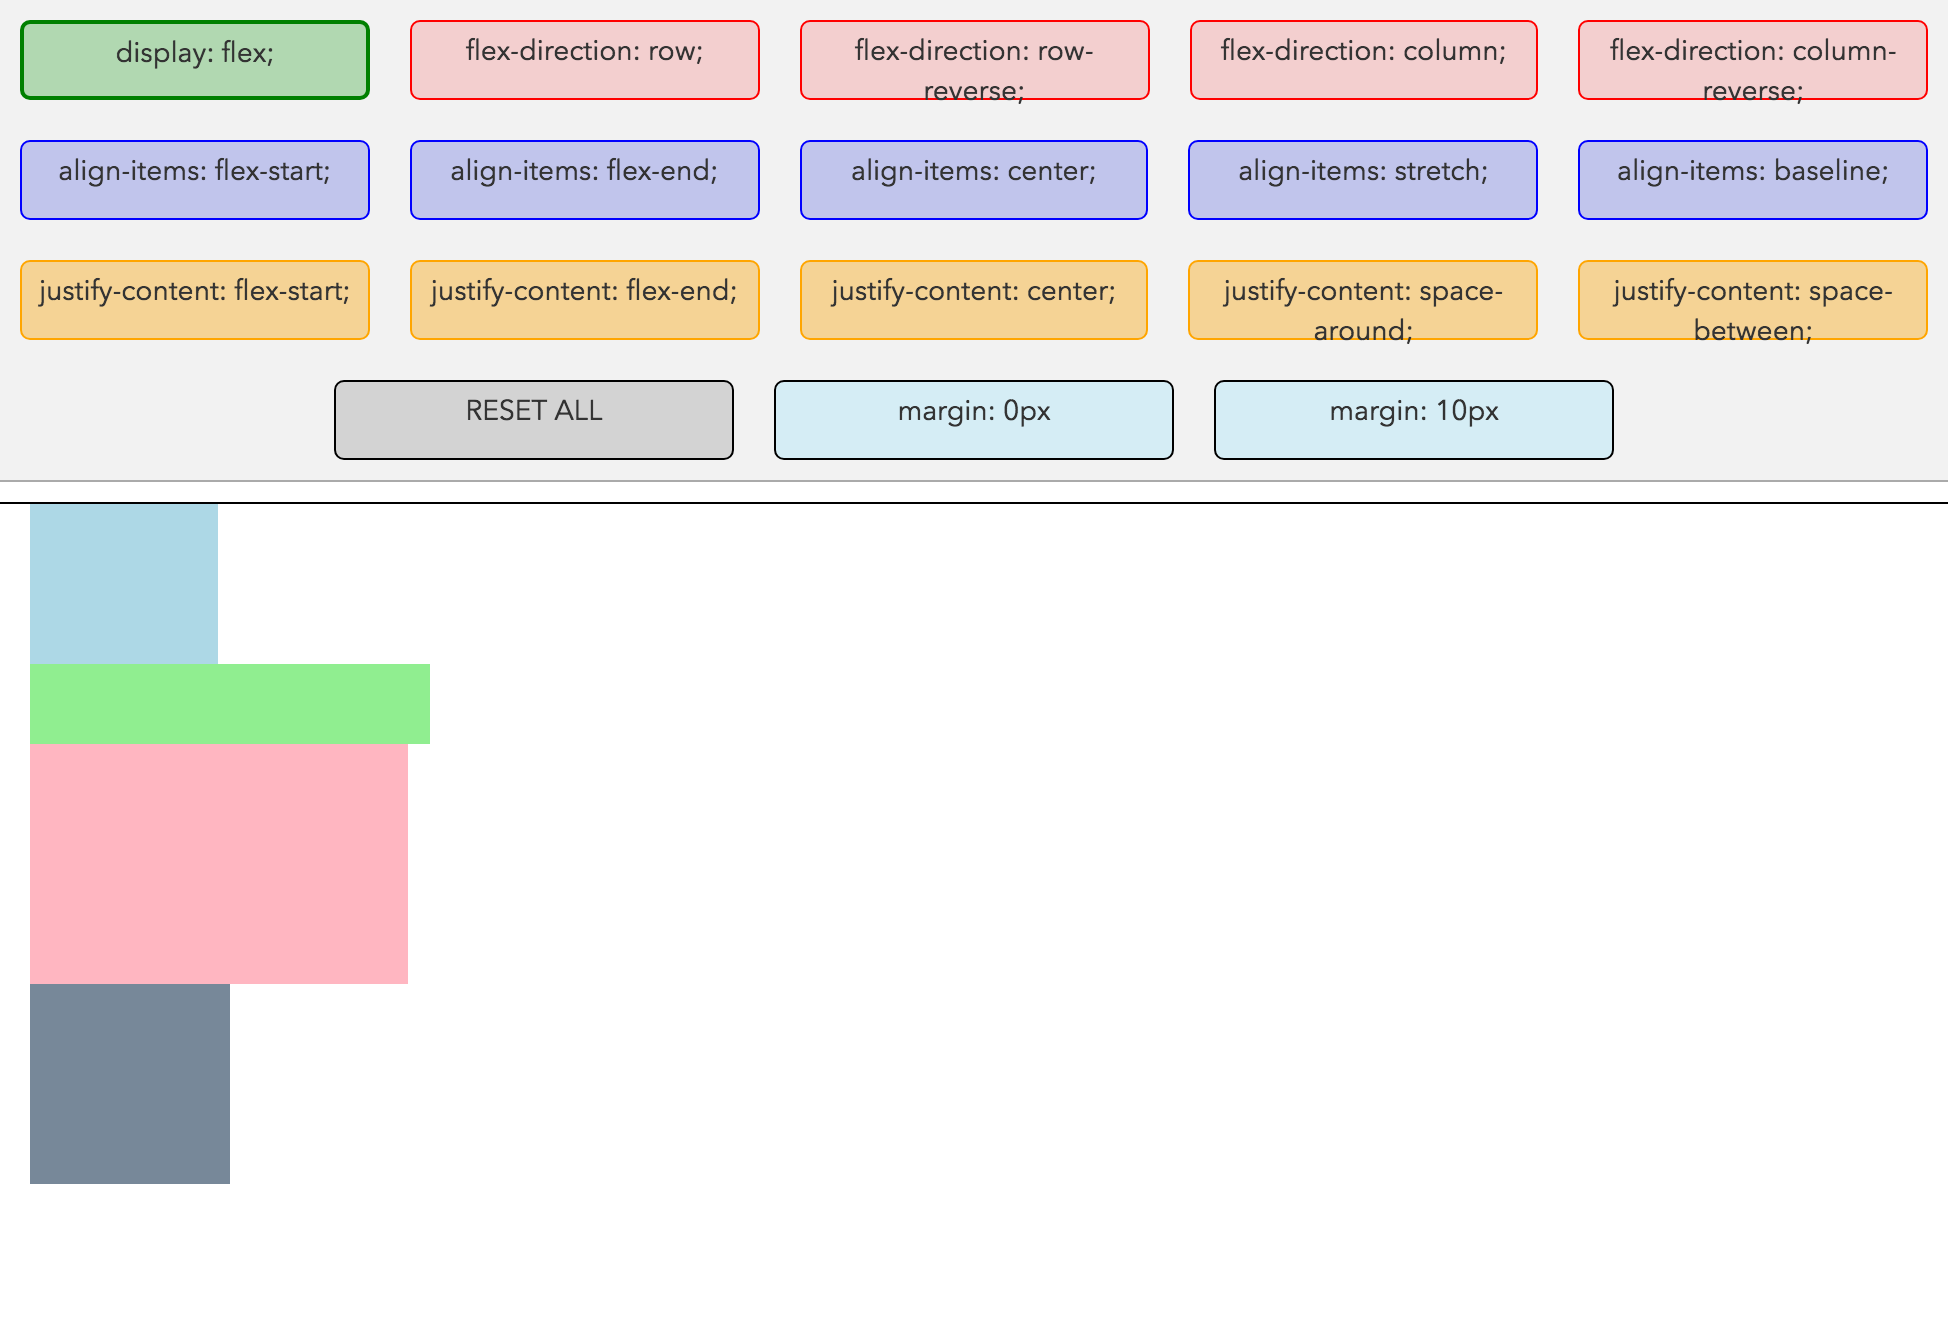 display: flex;
flex-direction: row;
flex-direction: row-
reverse;
flex-direction: column;
flex-direction: column-
reverse;
align-items: flex-start;
align-items: flex-end;
align-items: center;
align-items: stretch;
align-items: baseline;
justify-content: flex-start;
justify-content: flex-end;
justify-content: center;
justify-content: space-
around;
justify-content: space-
between;
RESET ALL
margin: 0px
margin: 10px